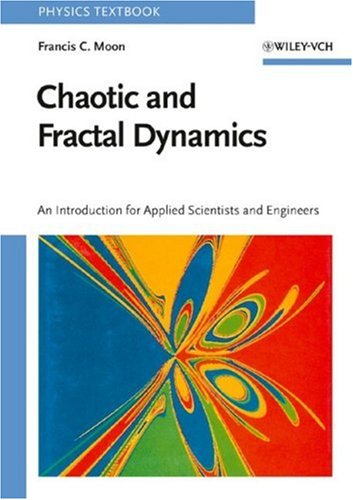 PHYSICS TEXTBOOK
Francis C. Moon
WILEY-VCH
Chaotic and
Fractal Dynamics
An Introduction for Applied Scientists and Engineers